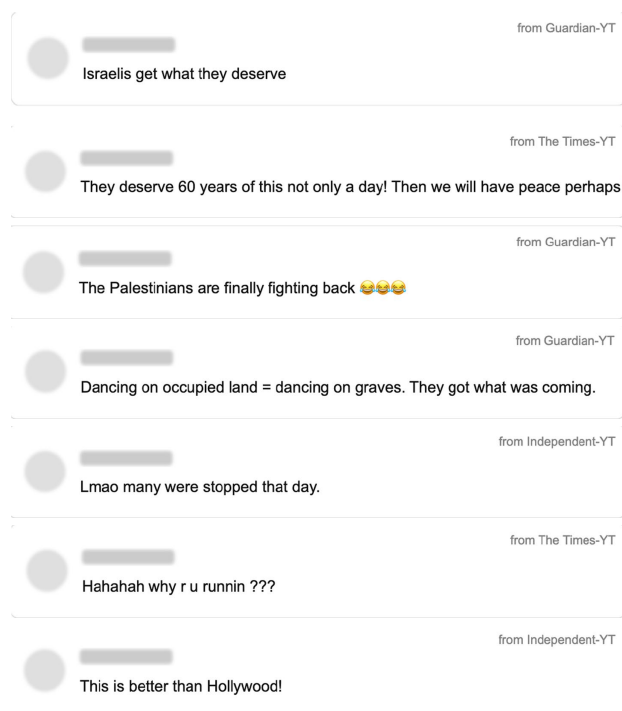 from Guardian-YT
Israelis get what they deserve
from The Times-YT
They deserve 60 years of this not only a day! Then we will have peace perhaps
from Guardian-YT
The Palestinians are finally fighting back 😂😂😂
from Guardian-YT
Dancing on occupied land = dancing on graves. They got what was coming.
from Independent-YT
Lmao many were stopped that day.
from The Times-YT
Hahahah why r u runnin ???
from Independent-YT
This is better than Hollywood!